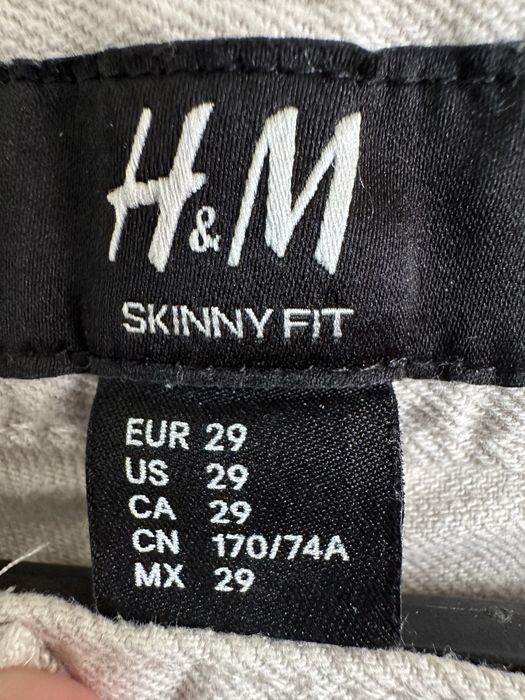 H&M
SKINNY FIT
EUR 29
US 29
CA 29
CN 170/74A
MX 29